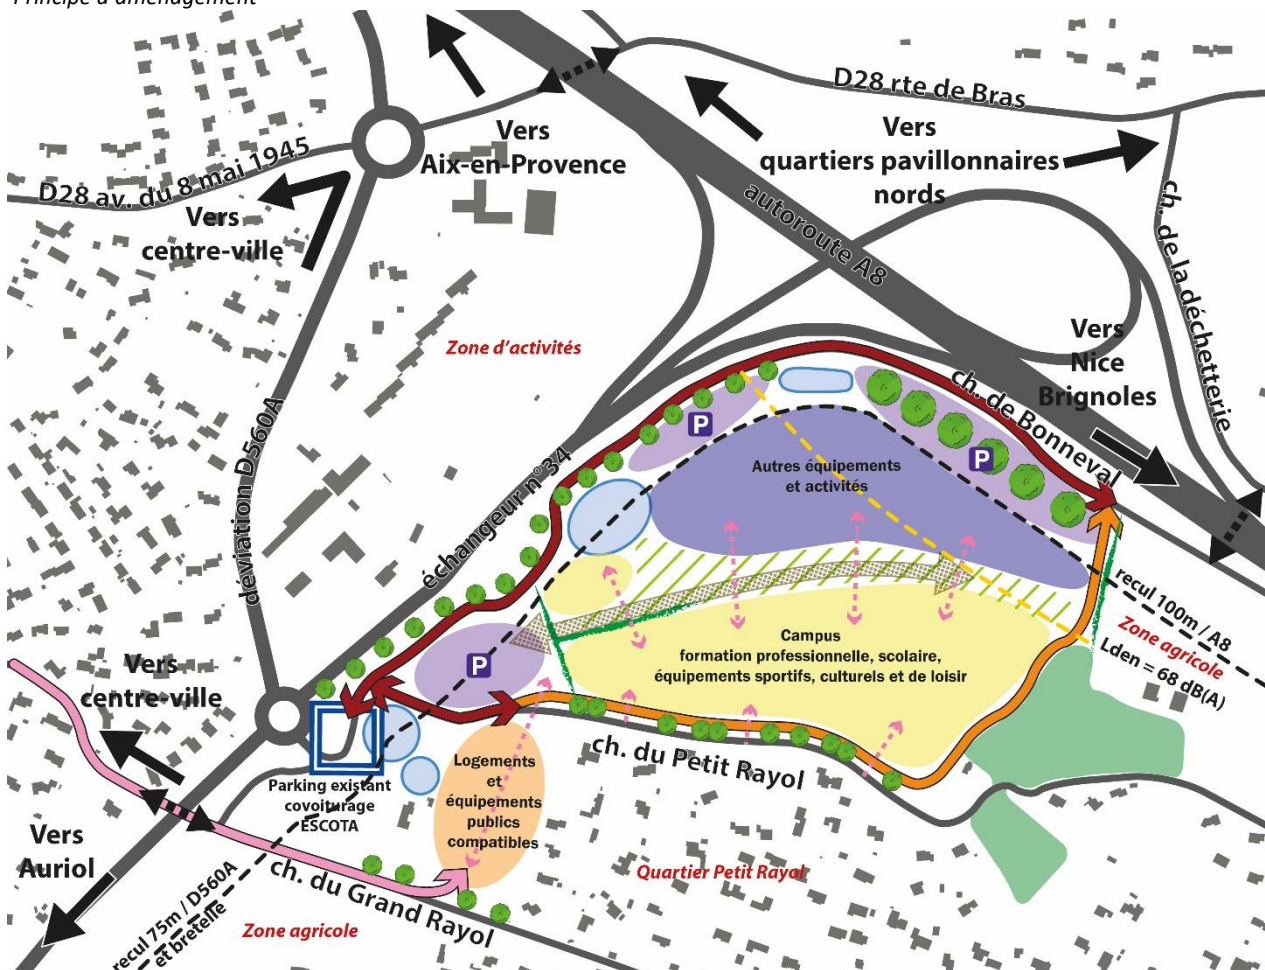 Principe d'aménagement
D28 rte de Bras
Vers
Aix-en-Provence
Vers
quartiers pavillonnaires
nords
D28 av. du 8 mai 1945
Vers
centre-ville
autoroute A8
ch. de la déchetterie
Zone d'activités
Vers
Nice
Brignoles
ch. de Bonneval
déviation D560A
échangeur n°34
P
P
Autres équipements
et activités
recul 100m / A8
Zone agricole
Lden = 68 dB(A)
Campus
formation professionnelle, scolaire,
équipements sportifs, culturels et de loisir
P
Vers
centre-ville
ch. du Petit Rayol
Logements
et
équipements
publics
compatibles
Parking existant
covoiturage
ESCOTA
Vers
Auriol
ch. du Grand Rayol
Quartier Petit Rayol
recul 75m / D560A
et bretelle
Zone agricole